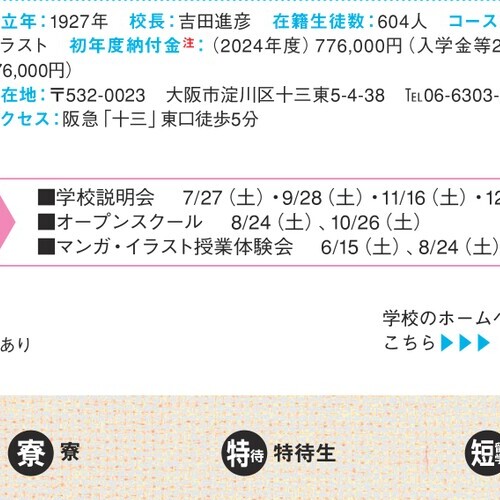 立年：1927年　校長：吉田進彦　在籍生徒数：604人　コース
ラスト　初年度納付金注：（2024年度）776,000円（入学金等2
76,000円）
在地：〒532-0023　大阪市淀川区十三東5-4-38　TEL06-6303-
クセス：阪急「十三」東口徒歩5分
■学校説明会　7/27（土）・9/28（土）・11/16（土）・12
■オープンスクール　8/24（土）、10/26（土）
■マンガ・イラスト授業体験会　6/15（土）、8/24（土）
学校のホームペ
あり
こちら▶▶▶
寮 寮　特待 特待生　短